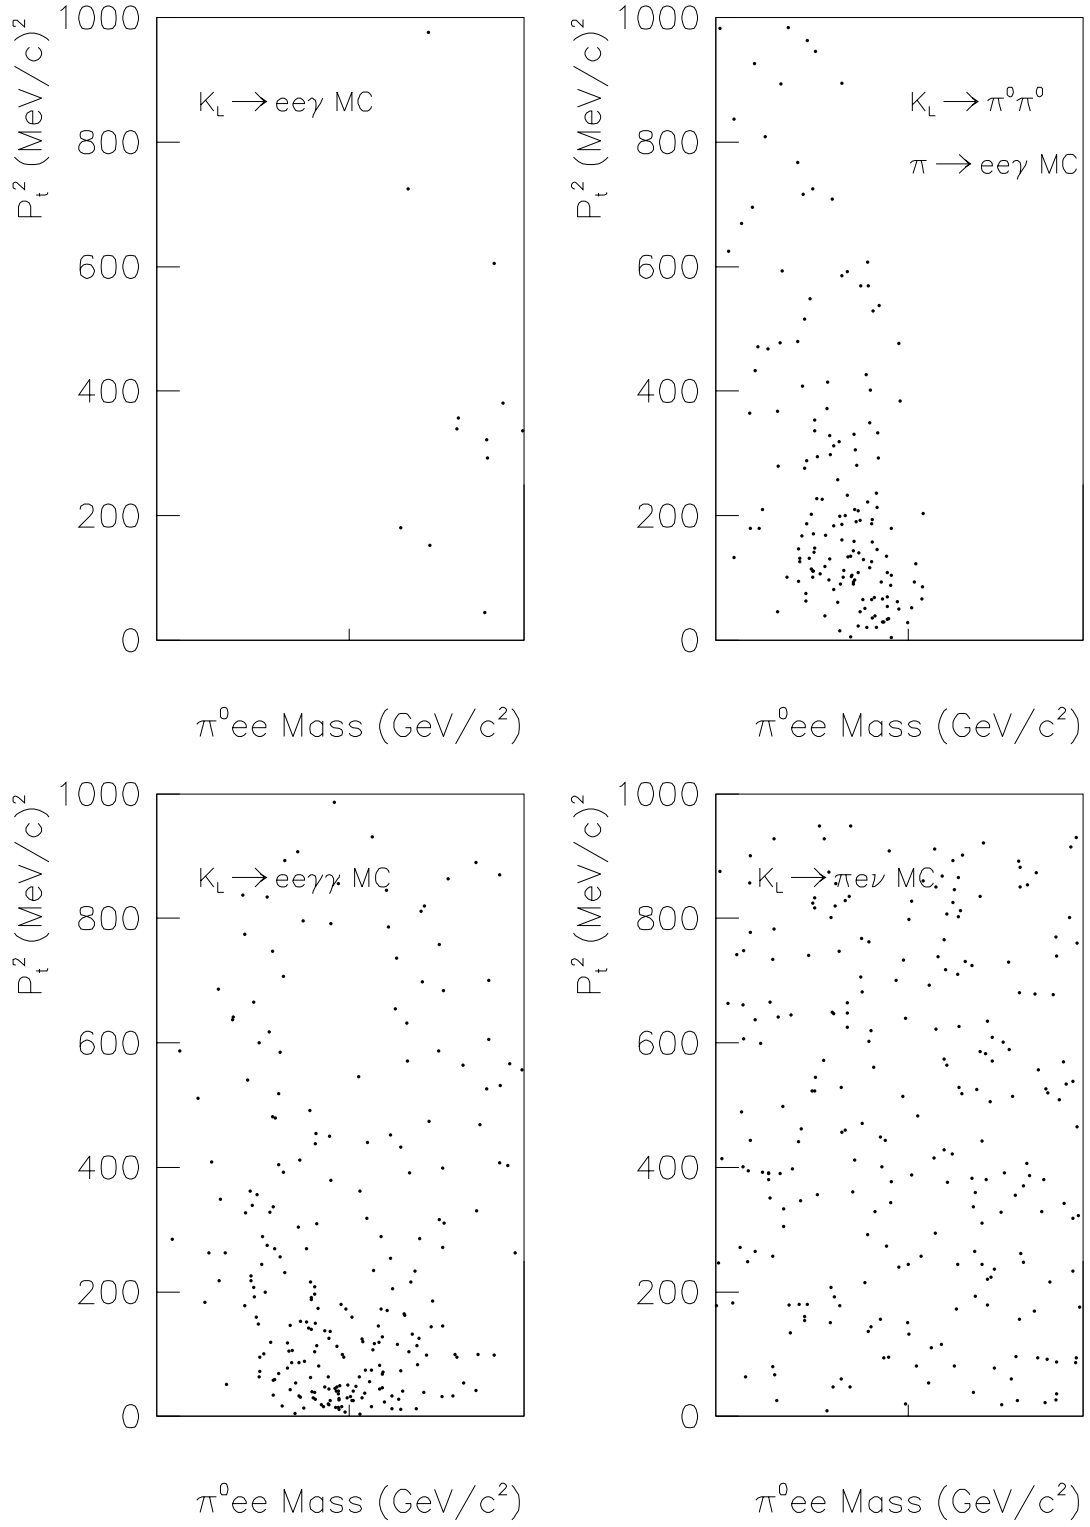 P_t^2 (MeV/c)^2
1000
800
600
400
200
0
K_L → eeγ MC
π^0ee Mass (GeV/c^2)
P_t^2 (MeV/c)^2
1000
800
600
400
200
0
K_L → π^0π^0
π → eeγ MC
π^0ee Mass (GeV/c^2)
P_t^2 (MeV/c)^2
1000
800
600
400
200
0
K_L → eeγγ MC
π^0ee Mass (GeV/c^2)
P_t^2 (MeV/c)^2
1000
800
600
400
200
0
K_L → πeν MC
π^0ee Mass (GeV/c^2)